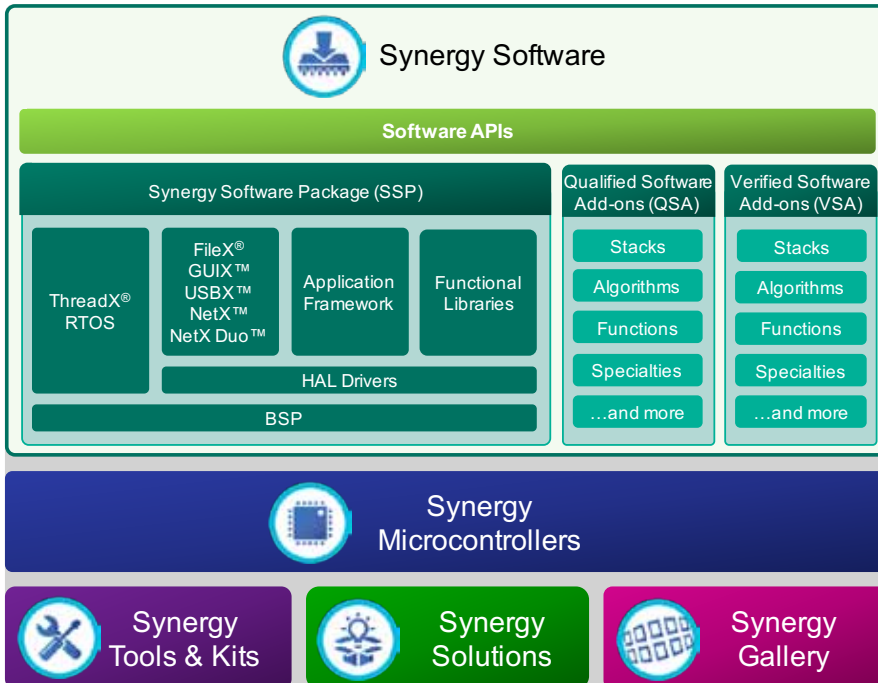 Synergy Software
Software APIs
Synergy Software Package (SSP)
ThreadX®
RTOS
FileX®
GUIX™
USBX™
NetX™
NetX Duo™
Application
Framework
Functional
Libraries
HAL Drivers
BSP
Qualified Software
Add-ons (QSA)
Stacks
Algorithms
Functions
Specialties
...and more
Verified Software
Add-ons (VSA)
Stacks
Algorithms
Functions
Specialties
...and more
Synergy
Microcontrollers
Synergy
Tools & Kits
Synergy
Solutions
Synergy
Gallery